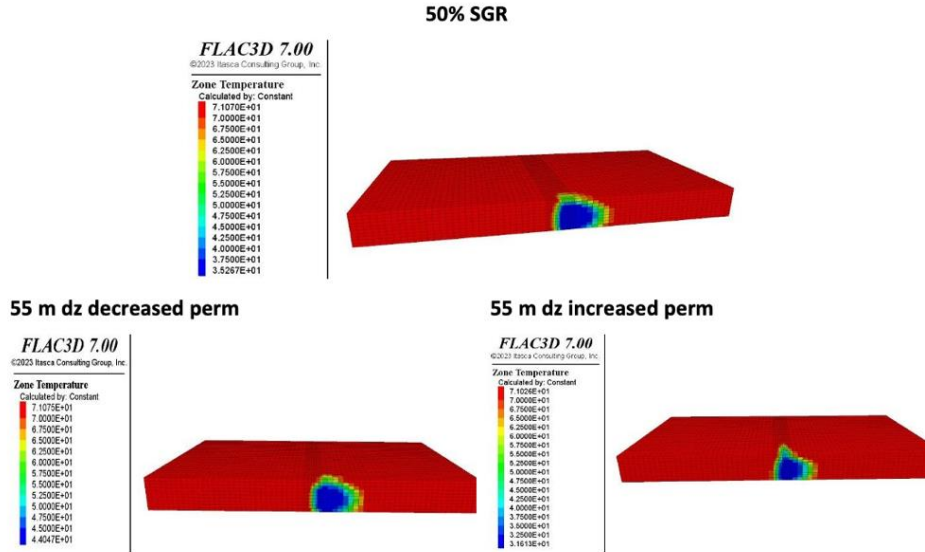 50% SGR
FLAC3D 7.00
©2023 Itasca Consulting Group, Inc.
Zone Temperature
Calculated by: Constant
7.1070E+01
7.0000E+01
6.7500E+01
6.5000E+01
6.2500E+01
6.0000E+01
5.7500E+01
5.5000E+01
5.2500E+01
5.0000E+01
4.7500E+01
4.5000E+01
4.2500E+01
4.0000E+01
3.7500E+01
3.5267E+01
55 m dz decreased perm
FLAC3D 7.00
©2023 Itasca Consulting Group, Inc.
Zone Temperature
Calculated by: Constant
7.1075E+01
7.0000E+01
6.7500E+01
6.5000E+01
6.2500E+01
6.0000E+01
5.7500E+01
5.5000E+01
5.2500E+01
5.0000E+01
4.7500E+01
4.5000E+01
4.4047E+01
55 m dz increased perm
FLAC3D 7.00
©2023 Itasca Consulting Group, Inc.
Zone Temperature
Calculated by: Constant
7.1026E+01
7.0000E+01
6.7500E+01
6.5000E+01
6.2500E+01
6.0000E+01
5.7500E+01
5.5000E+01
5.2500E+01
5.0000E+01
4.7500E+01
4.5000E+01
4.2500E+01
4.0000E+01
3.7500E+01
3.5000E+01
3.2500E+01
3.1613E+01